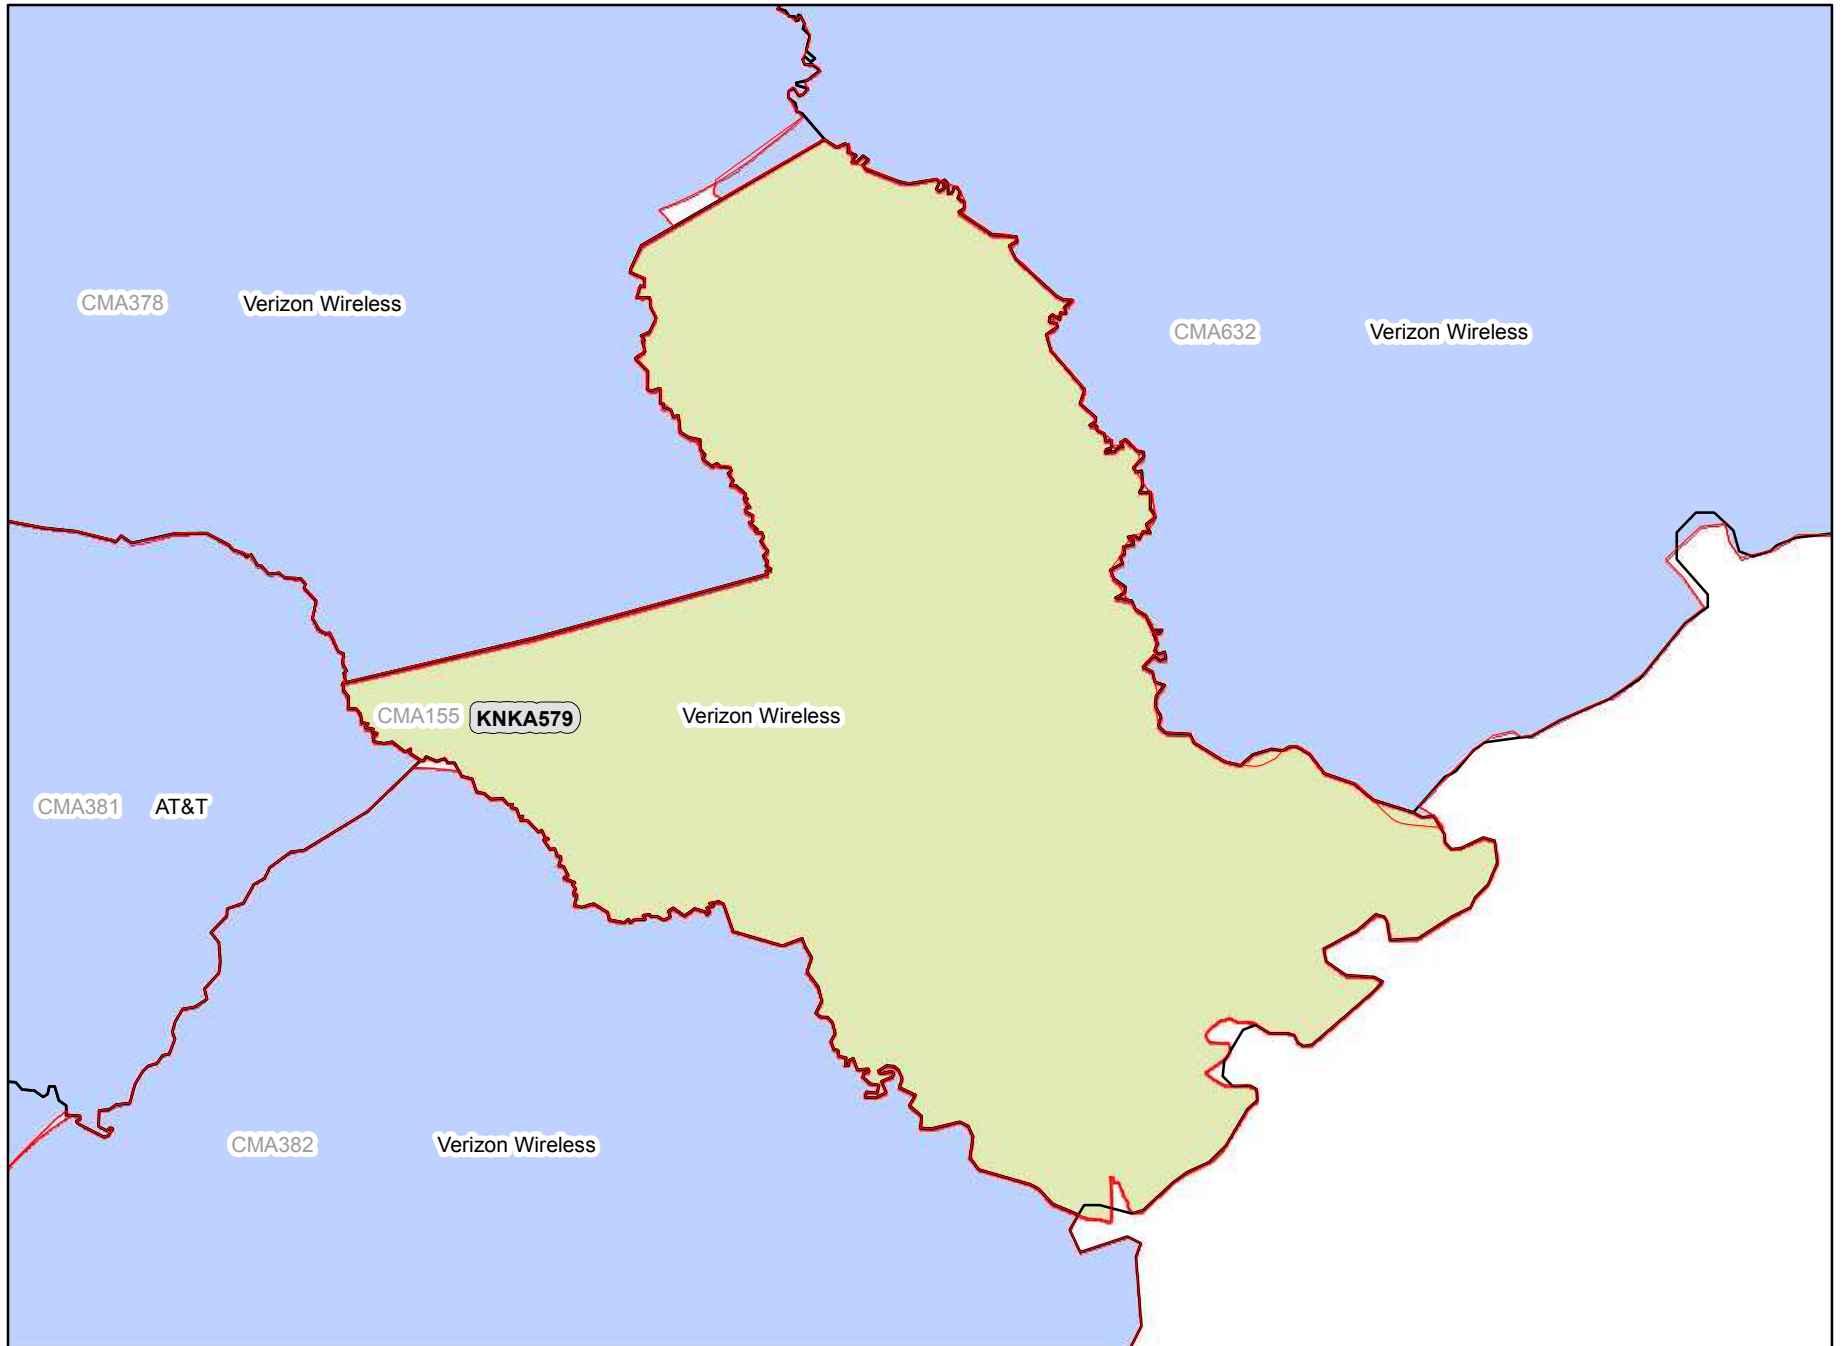 CMA378 Verizon Wireless
CMA632 Verizon Wireless
CMA155 KNKA579 Verizon Wireless
CMA381 AT&T
CMA382 Verizon Wireless